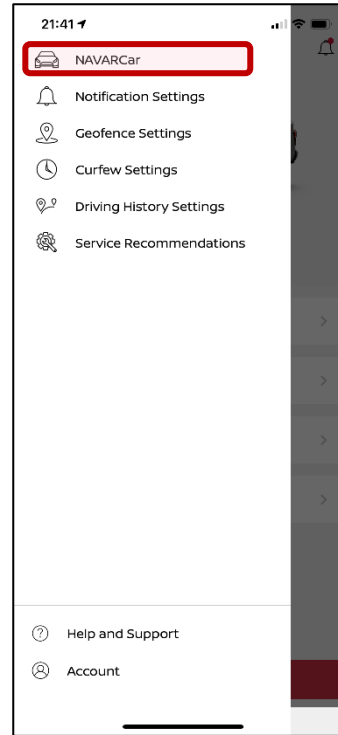 21:41
NAVARCar
Notification Settings
Geofence Settings
Curfew Settings
Driving History Settings
Service Recommendations
Help and Support
Account